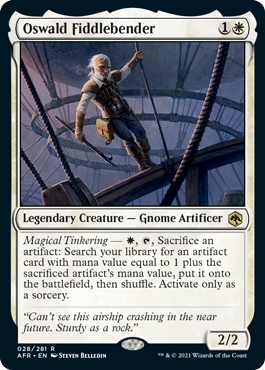 Oswald Fiddlebender 1
Legendary Creature — Gnome Artificer
Magical Tinkering — , , Sacrifice an
artifact: Search your library for an artifact
card with mana value equal to 1 plus the
sacrificed artifact's mana value, put it onto
the battlefield, then shuffle. Activate only as
a sorcery.
"Can't see this airship crashing in the near
future. Sturdy as a rock."
2/2
028/281 R
AFR • EN Steven Belledin
™ & © 2021 Wizards of the Coast